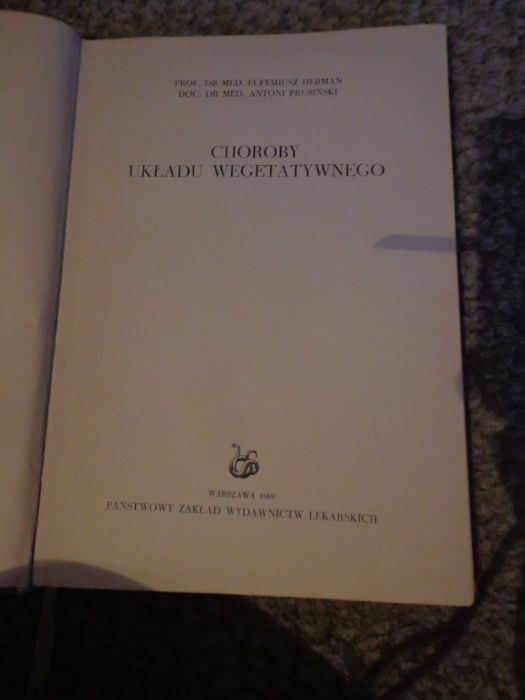 PROF. DR MED. EUFEMIUSZ HERMAN
DOC. DR MED. ANTONI PRUSIŃSKI
CHOROBY
UKŁADU WEGETATYWNEGO
WARSZAWA 1969
PAŃSTWOWY ZAKŁAD WYDAWNICTW LEKARSKICH